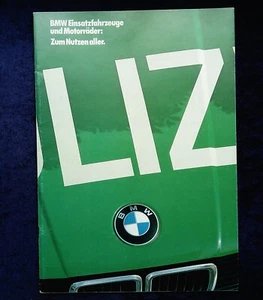 BMW Einsatzfahrzeuge
und Motorräder:
Zum Nutzen aller.
LIZ
BMW